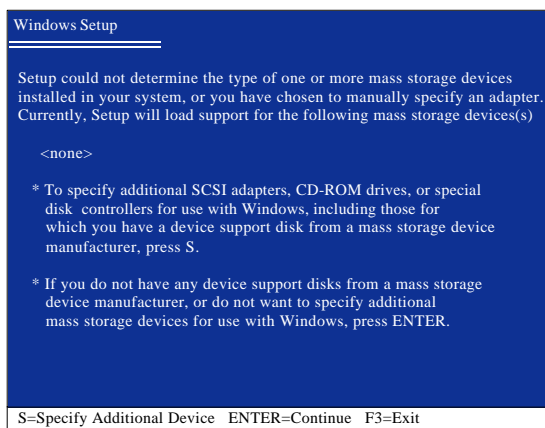 Windows Setup
Setup could not determine the type of one or more mass storage devices
installed in your system, or you have chosen to manually specify an adapter.
Currently, Setup will load support for the following mass storage devices(s)
<none>
* To specify additional SCSI adapters, CD-ROM drives, or special
disk controllers for use with Windows, including those for
which you have a device support disk from a mass storage device
manufacturer, press S.
* If you do not have any device support disks from a mass storage
device manufacturer, or do not want to specify additional
mass storage devices for use with Windows, press ENTER.
S=Specify Additional Device ENTER=Continue F3=Exit